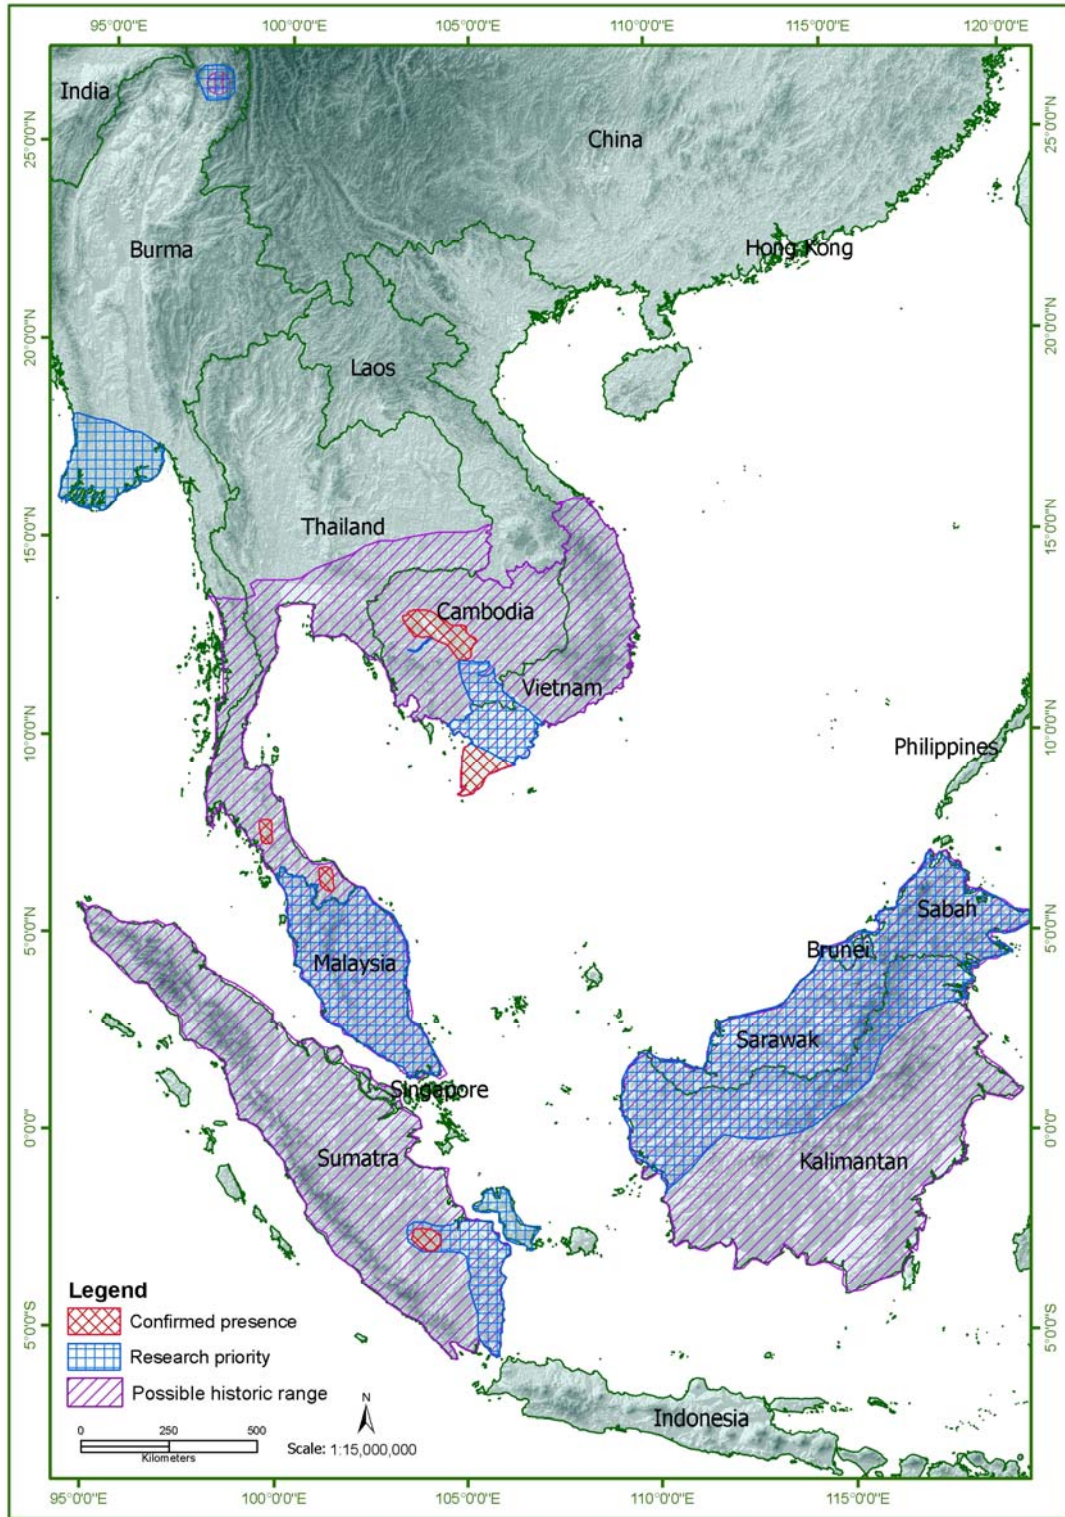 95°0'0"E 100°0'0"E 105°0'0"E 110°0'0"E 115°0'0"E 120°0'0"E
India
China
25°0'0"N
25°0'0"N
Burma
Hong Kong
20°0'0"N
20°0'0"N
Laos
Thailand
15°0'0"N
15°0'0"N
Cambodia
Vietnam
10°0'0"N
10°0'0"N
Philippines
Sabah
5°0'0"N
5°0'0"N
Brunei
Malaysia
Sarawak
Singapore
0°0'0"
0°0'0"
Sumatra
Kalimantan
Legend
Confirmed presence
5°0'0"S
5°0'0"S
Research priority
Possible historic range
N
0 250 500
Kilometers
Scale: 1:15,000,000
Indonesia
95°0'0"E 100°0'0"E 105°0'0"E 110°0'0"E 115°0'0"E